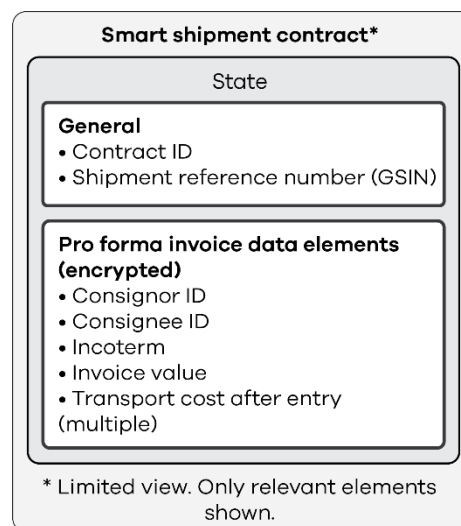 Smart shipment contract*
State
General
• Contract ID
• Shipment reference number (GSIN)
Pro forma invoice data elements
(encrypted)
• Consignor ID
• Consignee ID
• Incoterm
• Invoice value
• Transport cost after entry
(multiple)
* Limited view. Only relevant elements
shown.